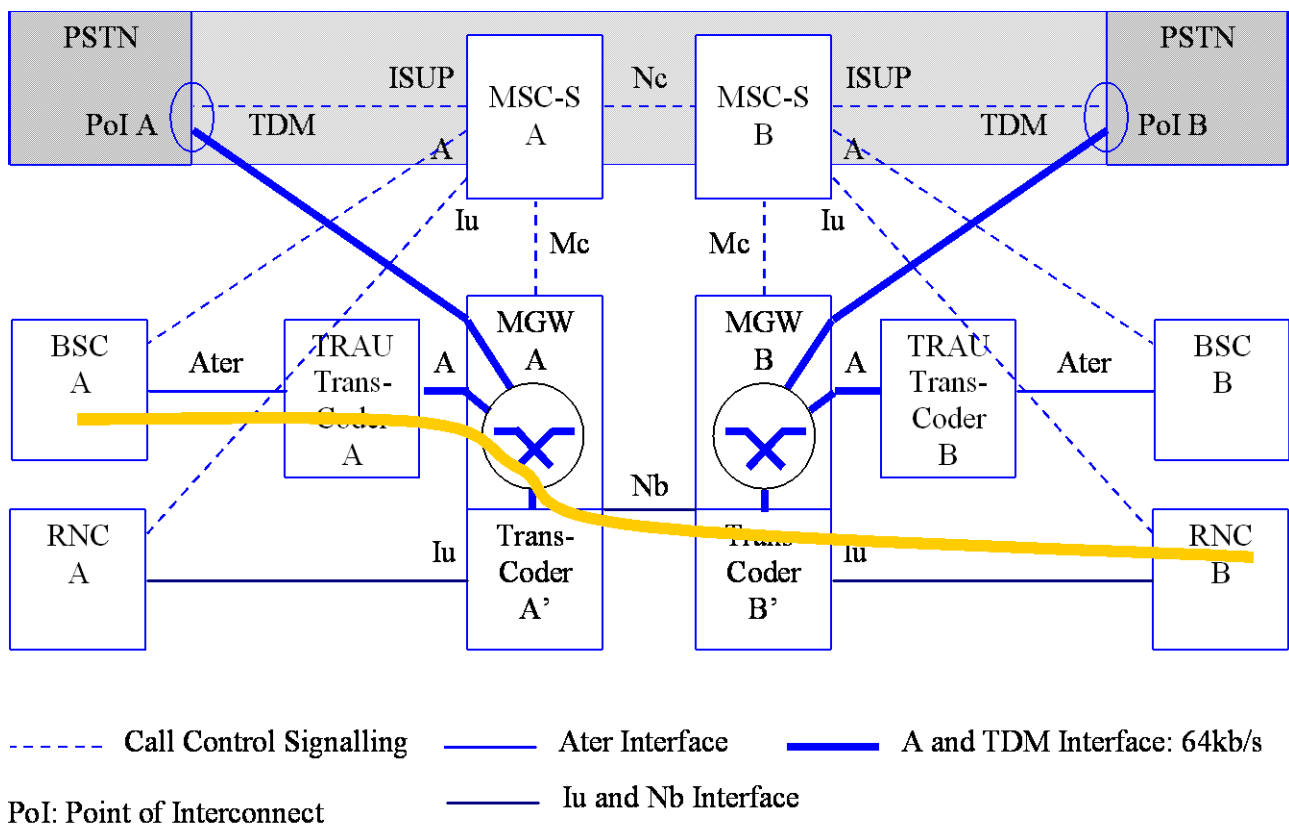 PSTN
PSTN
ISUP
Nc
ISUP
MSC-S
A
MSC-S
B
PoI A
TDM
TDM
PoI B
A
A
Iu
Iu
Mc
Mc
BSC
A
Ater
TRAU
Trans-
Coder
A
A
MGW
A
MGW
B
A
TRAU
Trans-
Coder
B
Ater
BSC
B
Nb
RNC
A
Iu
Trans-
Coder
A’
Trans-
Coder
B’
Iu
RNC
B
Call Control Signalling
Ater Interface
A and TDM Interface: 64kb/s
PoI: Point of Interconnect
Iu and Nb Interface